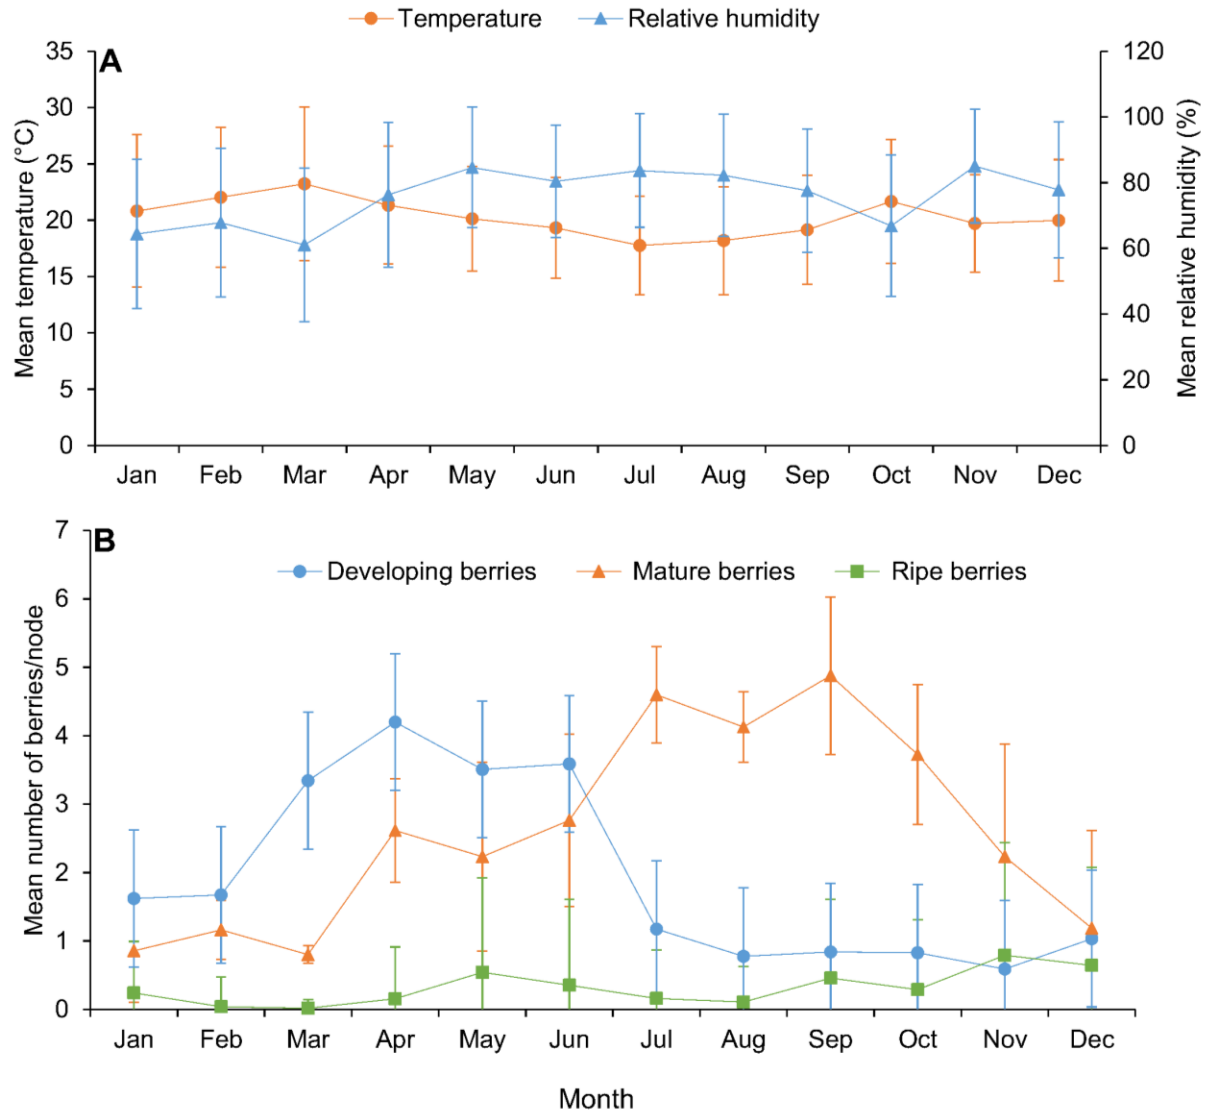 Temperature Relative humidity
A
35
30
25
20
15
10
5
0
Mean temperature (°C)
120
100
80
60
40
20
0
Mean relative humidity (%)
Jan Feb Mar Apr May Jun Jul Aug Sep Oct Nov Dec
B
Developing berries Mature berries Ripe berries
7
6
5
4
3
2
1
0
Mean number of berries/node
Jan Feb Mar Apr May Jun Jul Aug Sep Oct Nov Dec
Month